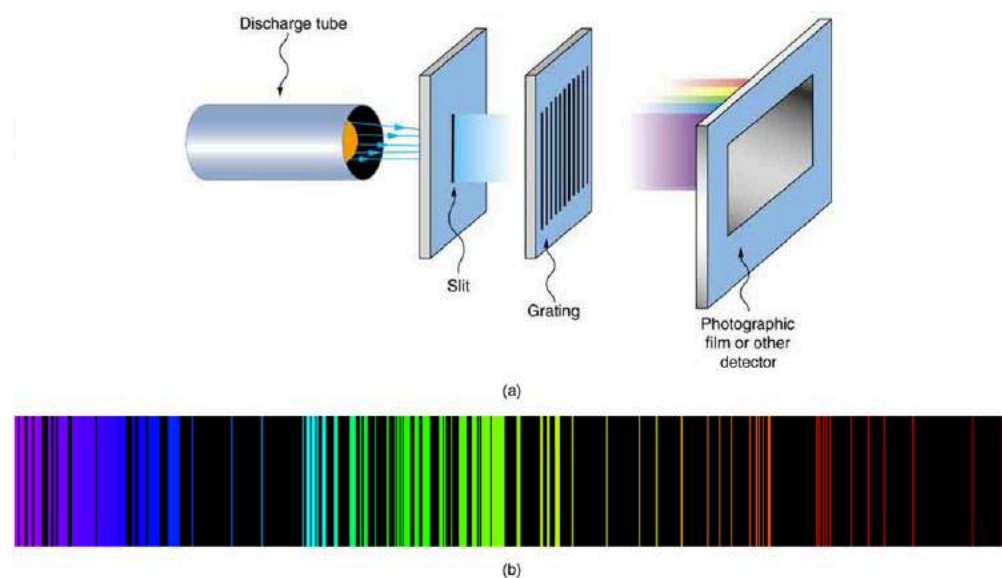 Discharge tube
Slit
Grating
Photographic
film or other
detector
(a)
(b)